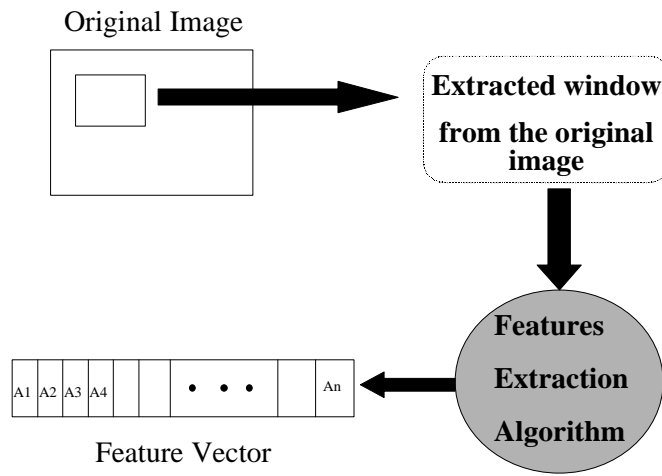 Original Image
Extracted window
from the original
image
Features
Extraction
Algorithm
A1 A2 A3 A4 An
Feature Vector